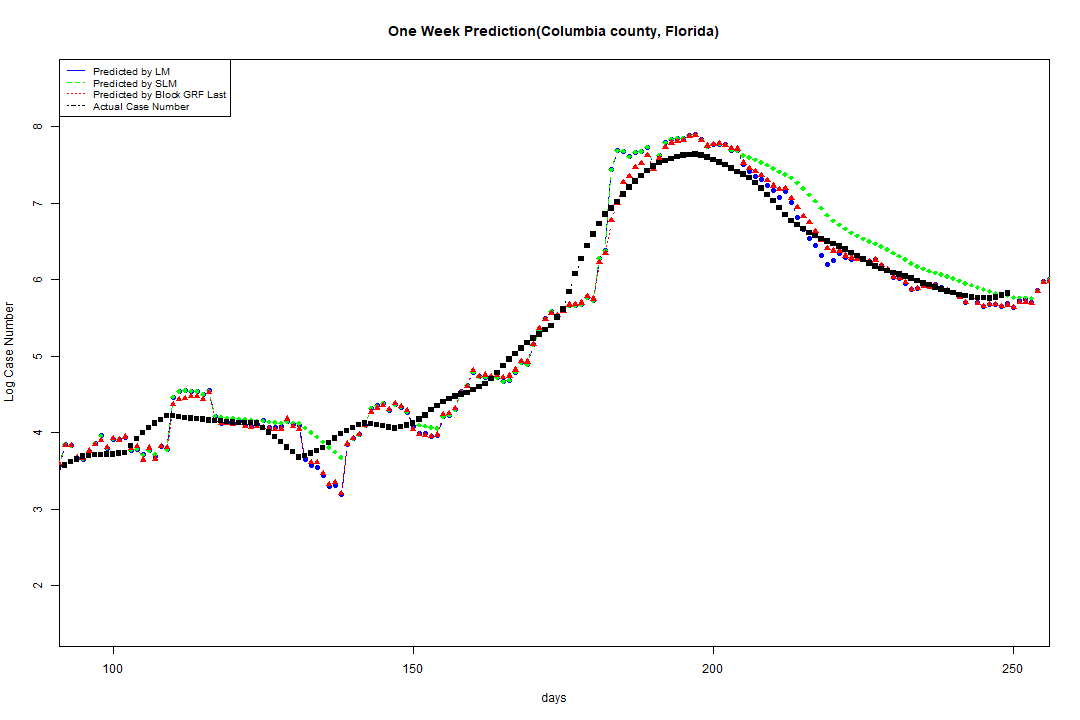 One Week Prediction(Columbia county, Florida)
Predicted by LM
Predicted by SLM
Predicted by Block GRF Last
Actual Case Number
8
7
6
5
4
3
2
Log Case Number
100 150 200 250
days